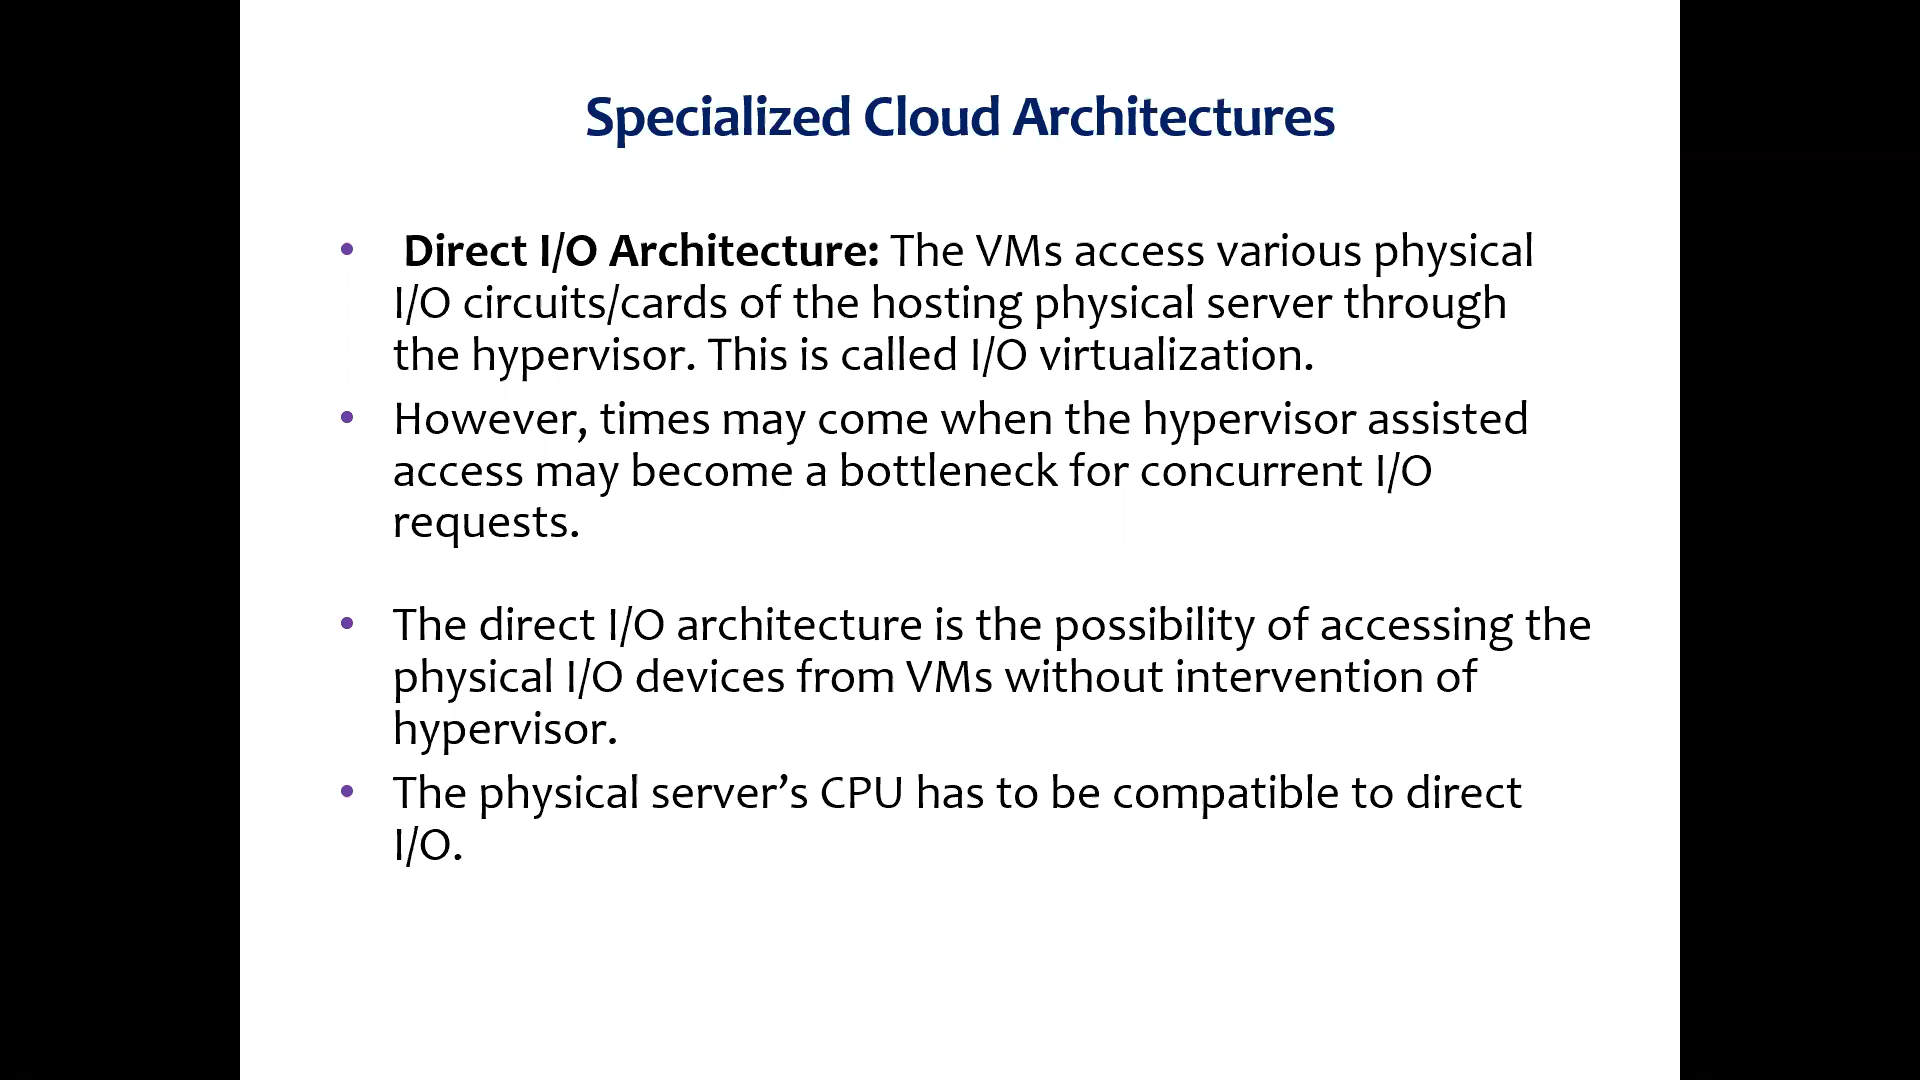 Specialized Cloud Architectures
• Direct I/O Architecture: The VMs access various physical
I/O circuits/cards of the hosting physical server through
the hypervisor. This is called I/O virtualization.
• However, times may come when the hypervisor assisted
access may become a bottleneck for concurrent I/O
requests.
• The direct I/O architecture is the possibility of accessing the
physical I/O devices from VMs without intervention of
hypervisor.
• The physical server’s CPU has to be compatible to direct
I/O.